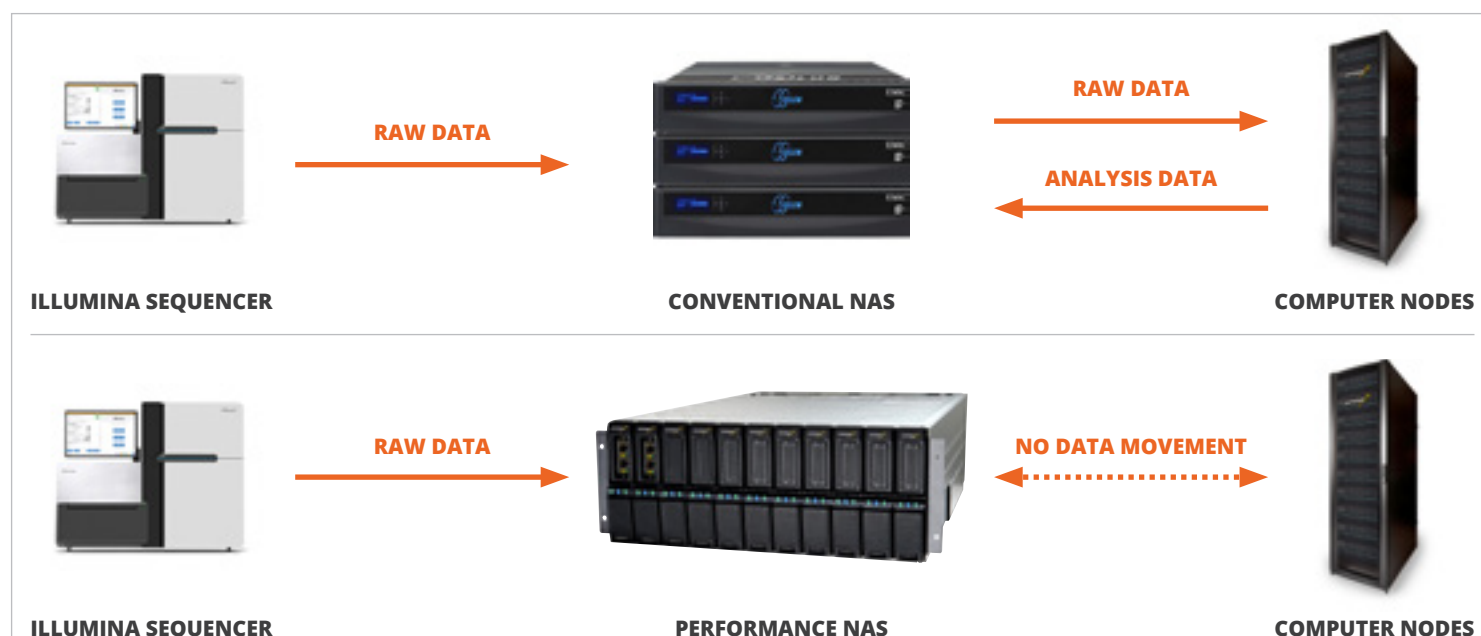 RAW DATA
RAW DATA
ANALYSIS DATA
ILLUMINA SEQUENCER
CONVENTIONAL NAS
COMPUTER NODES
RAW DATA
NO DATA MOVEMENT
ILLUMINA SEQUENCER
PERFORMANCE NAS
COMPUTER NODES